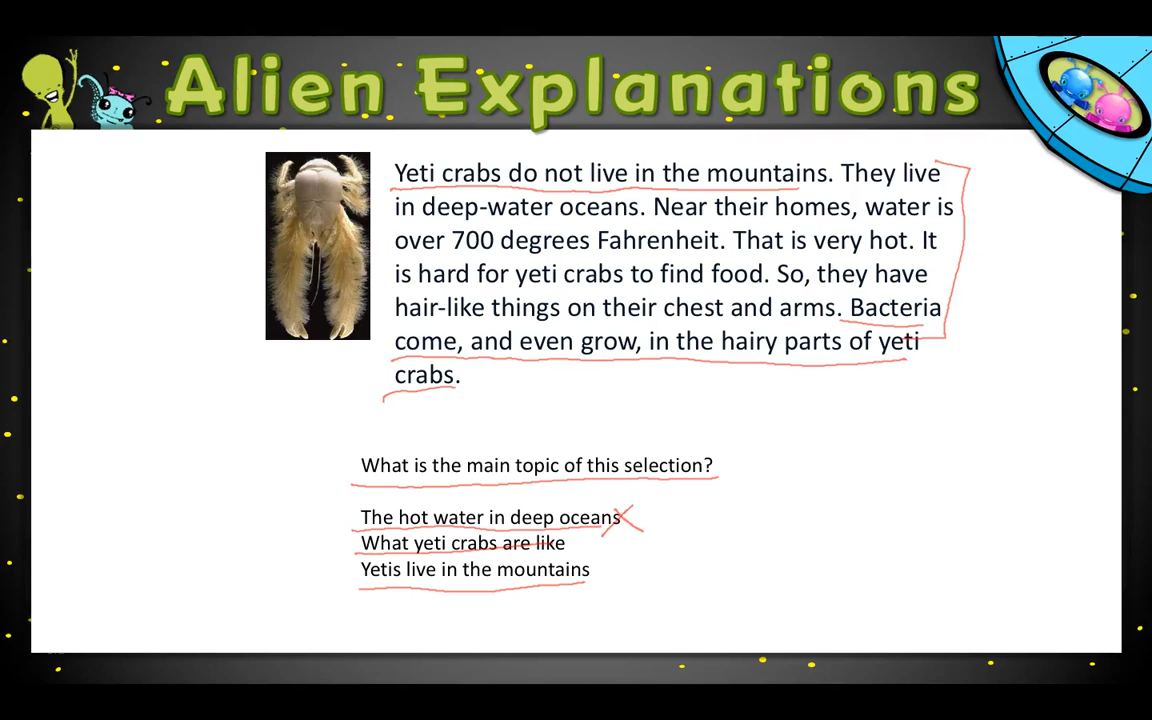 Alien Explanations
Yeti crabs do not live in the mountains. They live
in deep-water oceans. Near their homes, water is
over 700 degrees Fahrenheit. That is very hot. It
is hard for yeti crabs to find food. So, they have
hair-like things on their chest and arms. Bacteria
come, and even grow, in the hairy parts of yeti
crabs.
What is the main topic of this selection?
The hot water in deep oceans
What yeti crabs are like
Yetis live in the mountains